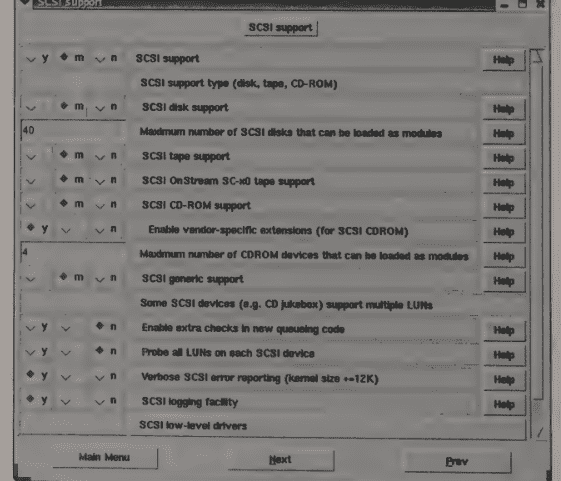 SCSI support
SCSI support
y m n SCSI support Help
SCSI support type (disk, tape, CD-ROM)
m n SCSI disk support Help
40 Maximum number of SCSI disks that can be loaded as modules Help
m n SCSI tape support Help
m n SCSI OnStream SC-x0 tape support Help
m n SCSI CD-ROM support Help
y n Enable vendor-specific extensions (for SCSI CDROM) Help
4 Maximum number of CDROM devices that can be loaded as modules Help
m n SCSI generic support Help
Some SCSI devices (e.g. CD jukebox) support multiple LUNs
y n Enable extra checks in new queueing code Help
y n Probe all LUNs on each SCSI device Help
y n Verbose SCSI error reporting (kernel size +=12K) Help
y n SCSI logging facility Help
SCSI low-level drivers
Main Menu Next Prev